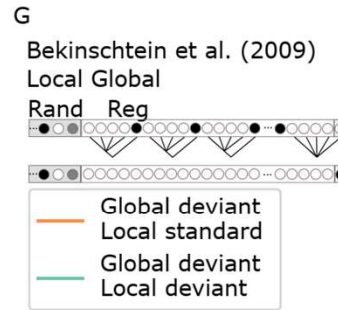 G
Bekinschtein et al. (2009)
Local Global
Rand Reg
Global deviant
Local standard
Global deviant
Local deviant